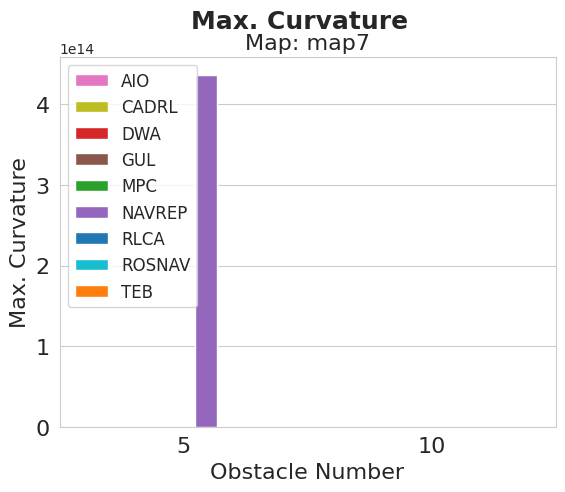 Max. Curvature
Map: map7
1e14
AIO
CADRL
DWA
GUL
MPC
NAVREP
RLCA
ROSNAV
TEB
4
3
2
1
0
Max. Curvature
5 10
Obstacle Number